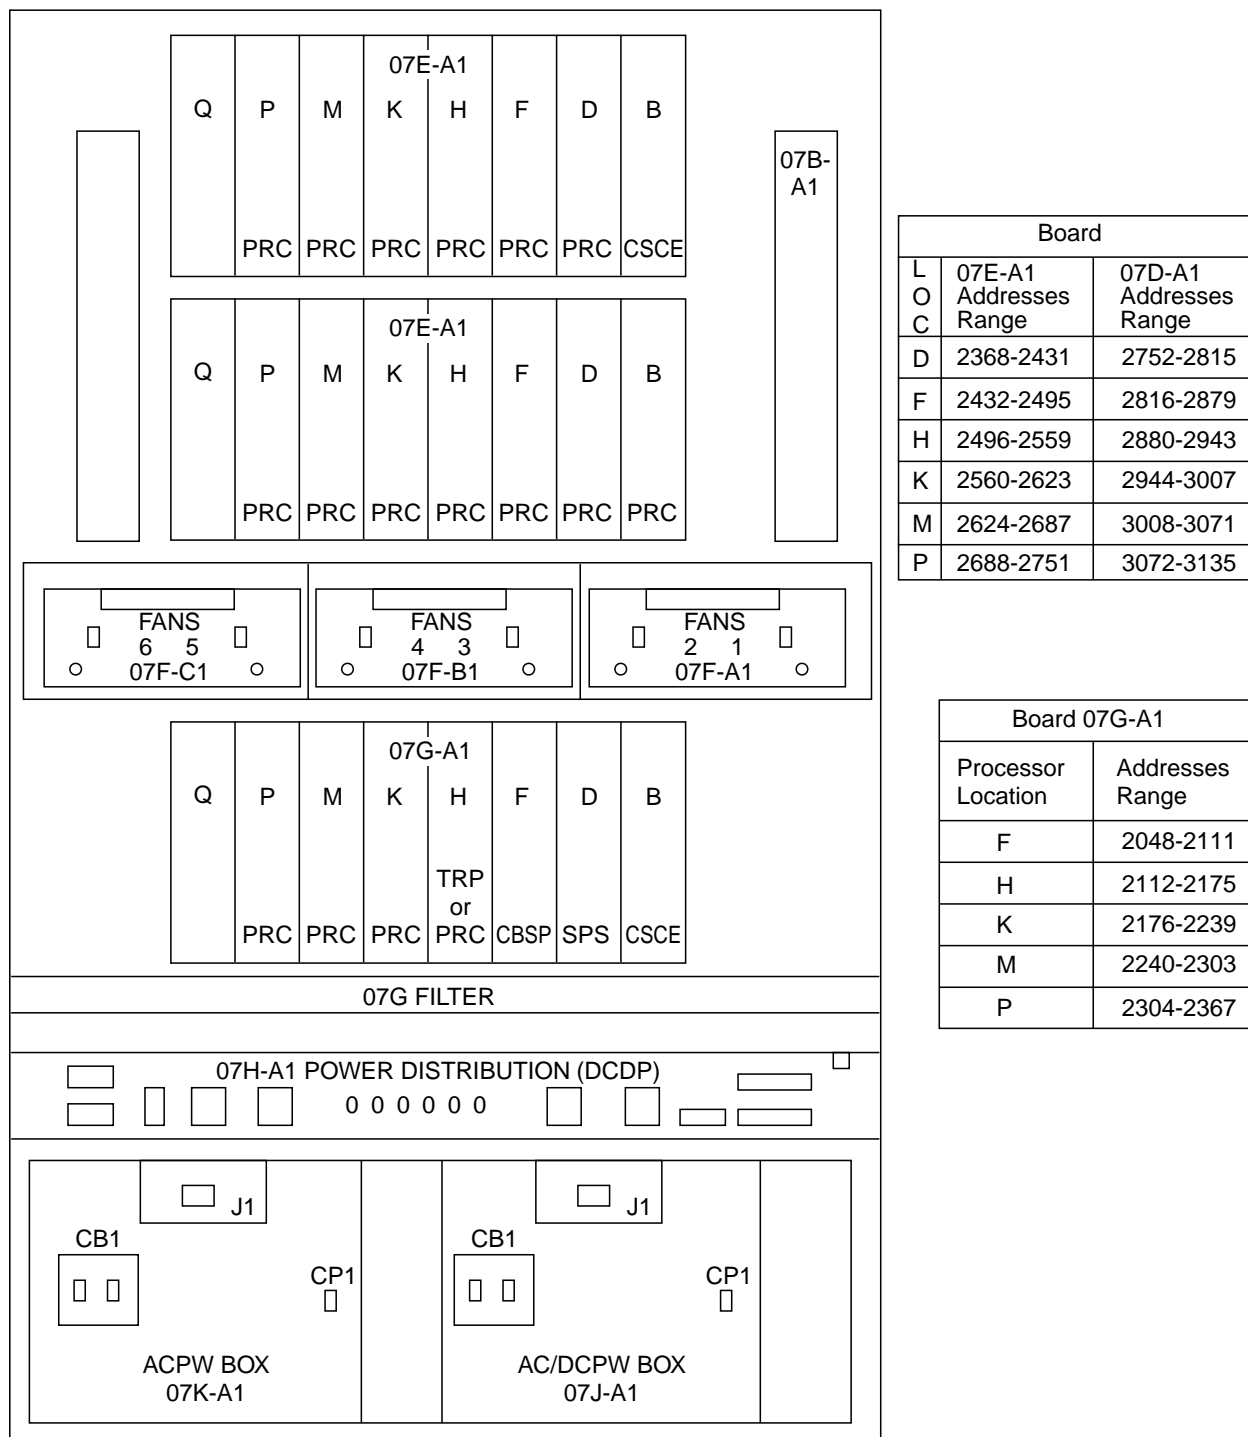 07E-A1
Q P M K H F D B
PRC PRC PRC PRC PRC PRC CSCE
07B-
A1
07E-A1
Q P M K H F D B
PRC PRC PRC PRC PRC PRC PRC
FANS
6 5
07F-C1
FANS
4 3
07F-B1
FANS
2 1
07F-A1
07G-A1
Q P M K H F D B
TRP
or
PRC PRC PRC PRC CBSP SPS CSCE
07G FILTER
07H-A1 POWER DISTRIBUTION (DCDP)
0 0 0 0 0 0
J1
CB1
CP1
ACPW BOX
07K-A1
J1
CB1
CP1
AC/DCPW BOX
07J-A1
Board
L 07E-A1 07D-A1
O Addresses Addresses
C Range Range
D 2368-2431 2752-2815
F 2432-2495 2816-2879
H 2496-2559 2880-2943
K 2560-2623 2944-3007
M 2624-2687 3008-3071
P 2688-2751 3072-3135
Board 07G-A1
Processor Addresses
Location Range
F 2048-2111
H 2112-2175
K 2176-2239
M 2240-2303
P 2304-2367